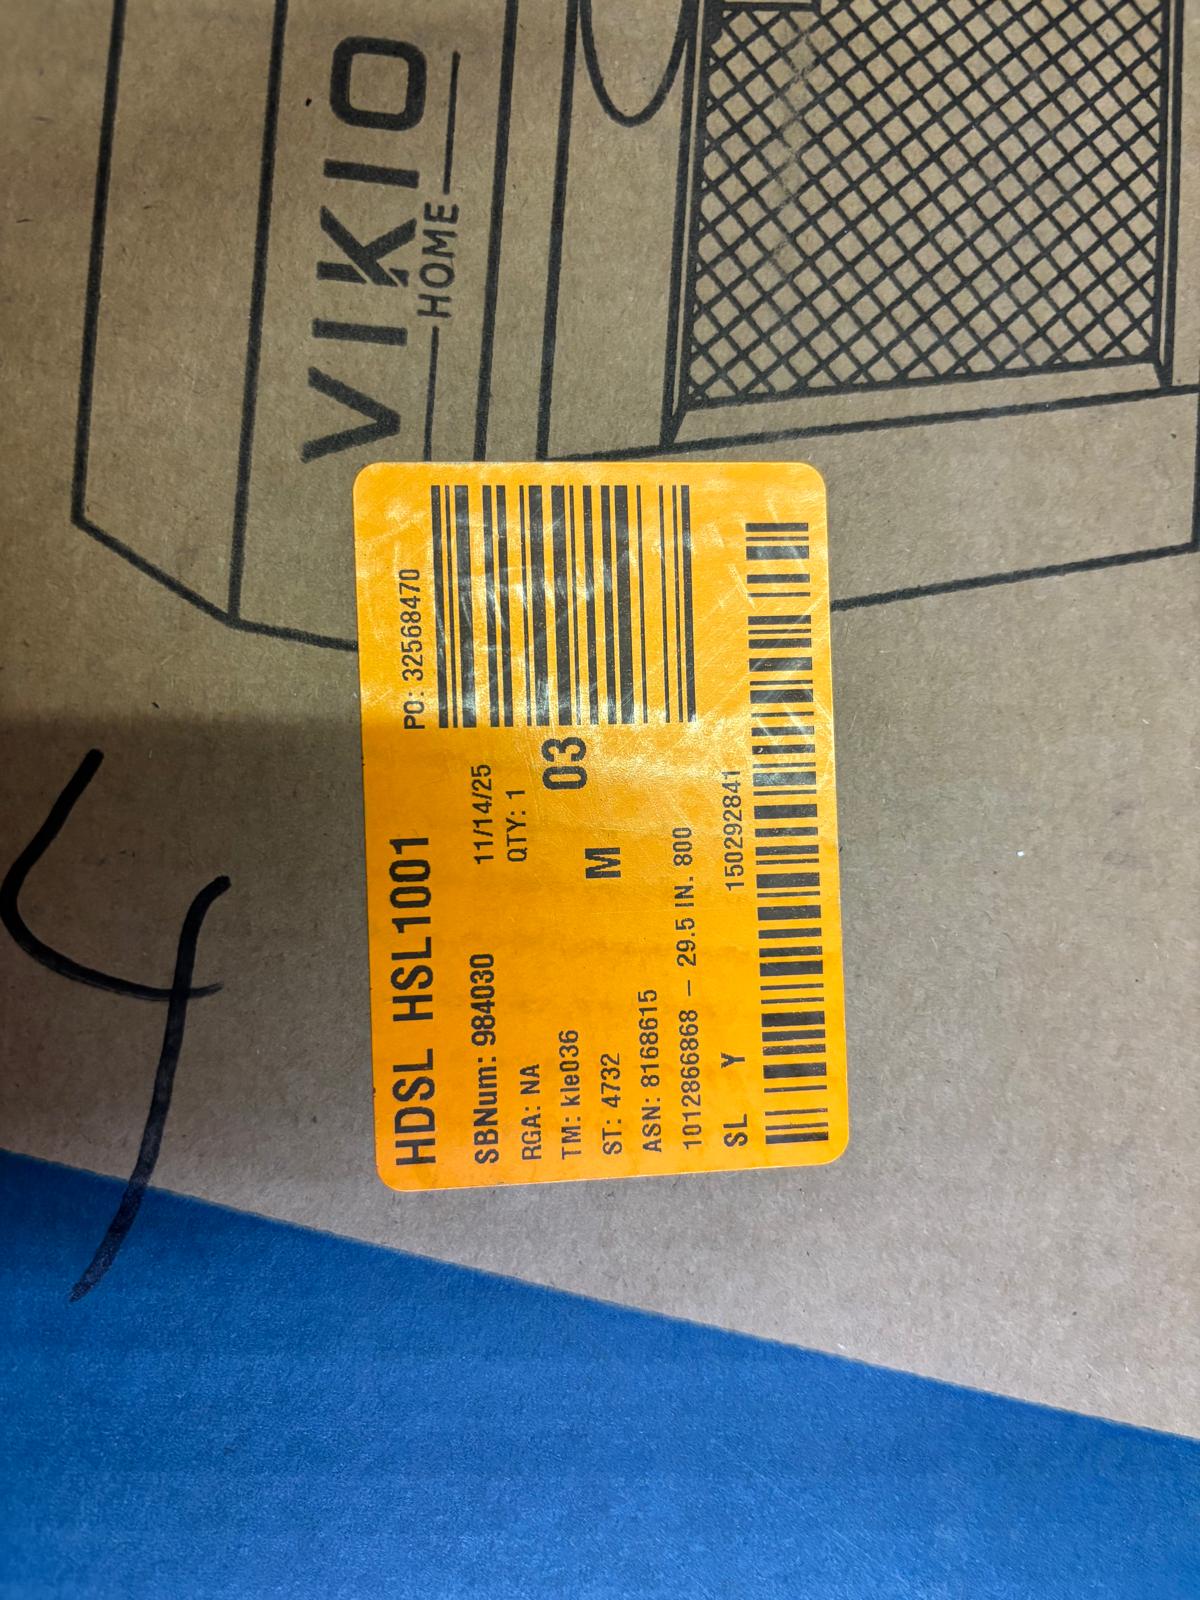 VIKIO
HOME
HDSL HSL1001
PO: 32568470
SBNum: 984030
11/14/25
RGA: NA
QTY: 1
TM: kle036
03
ST: 4732
M
ASN: 8168615
1012866868 – 29.5 IN. 800
SL Y
150292841
4